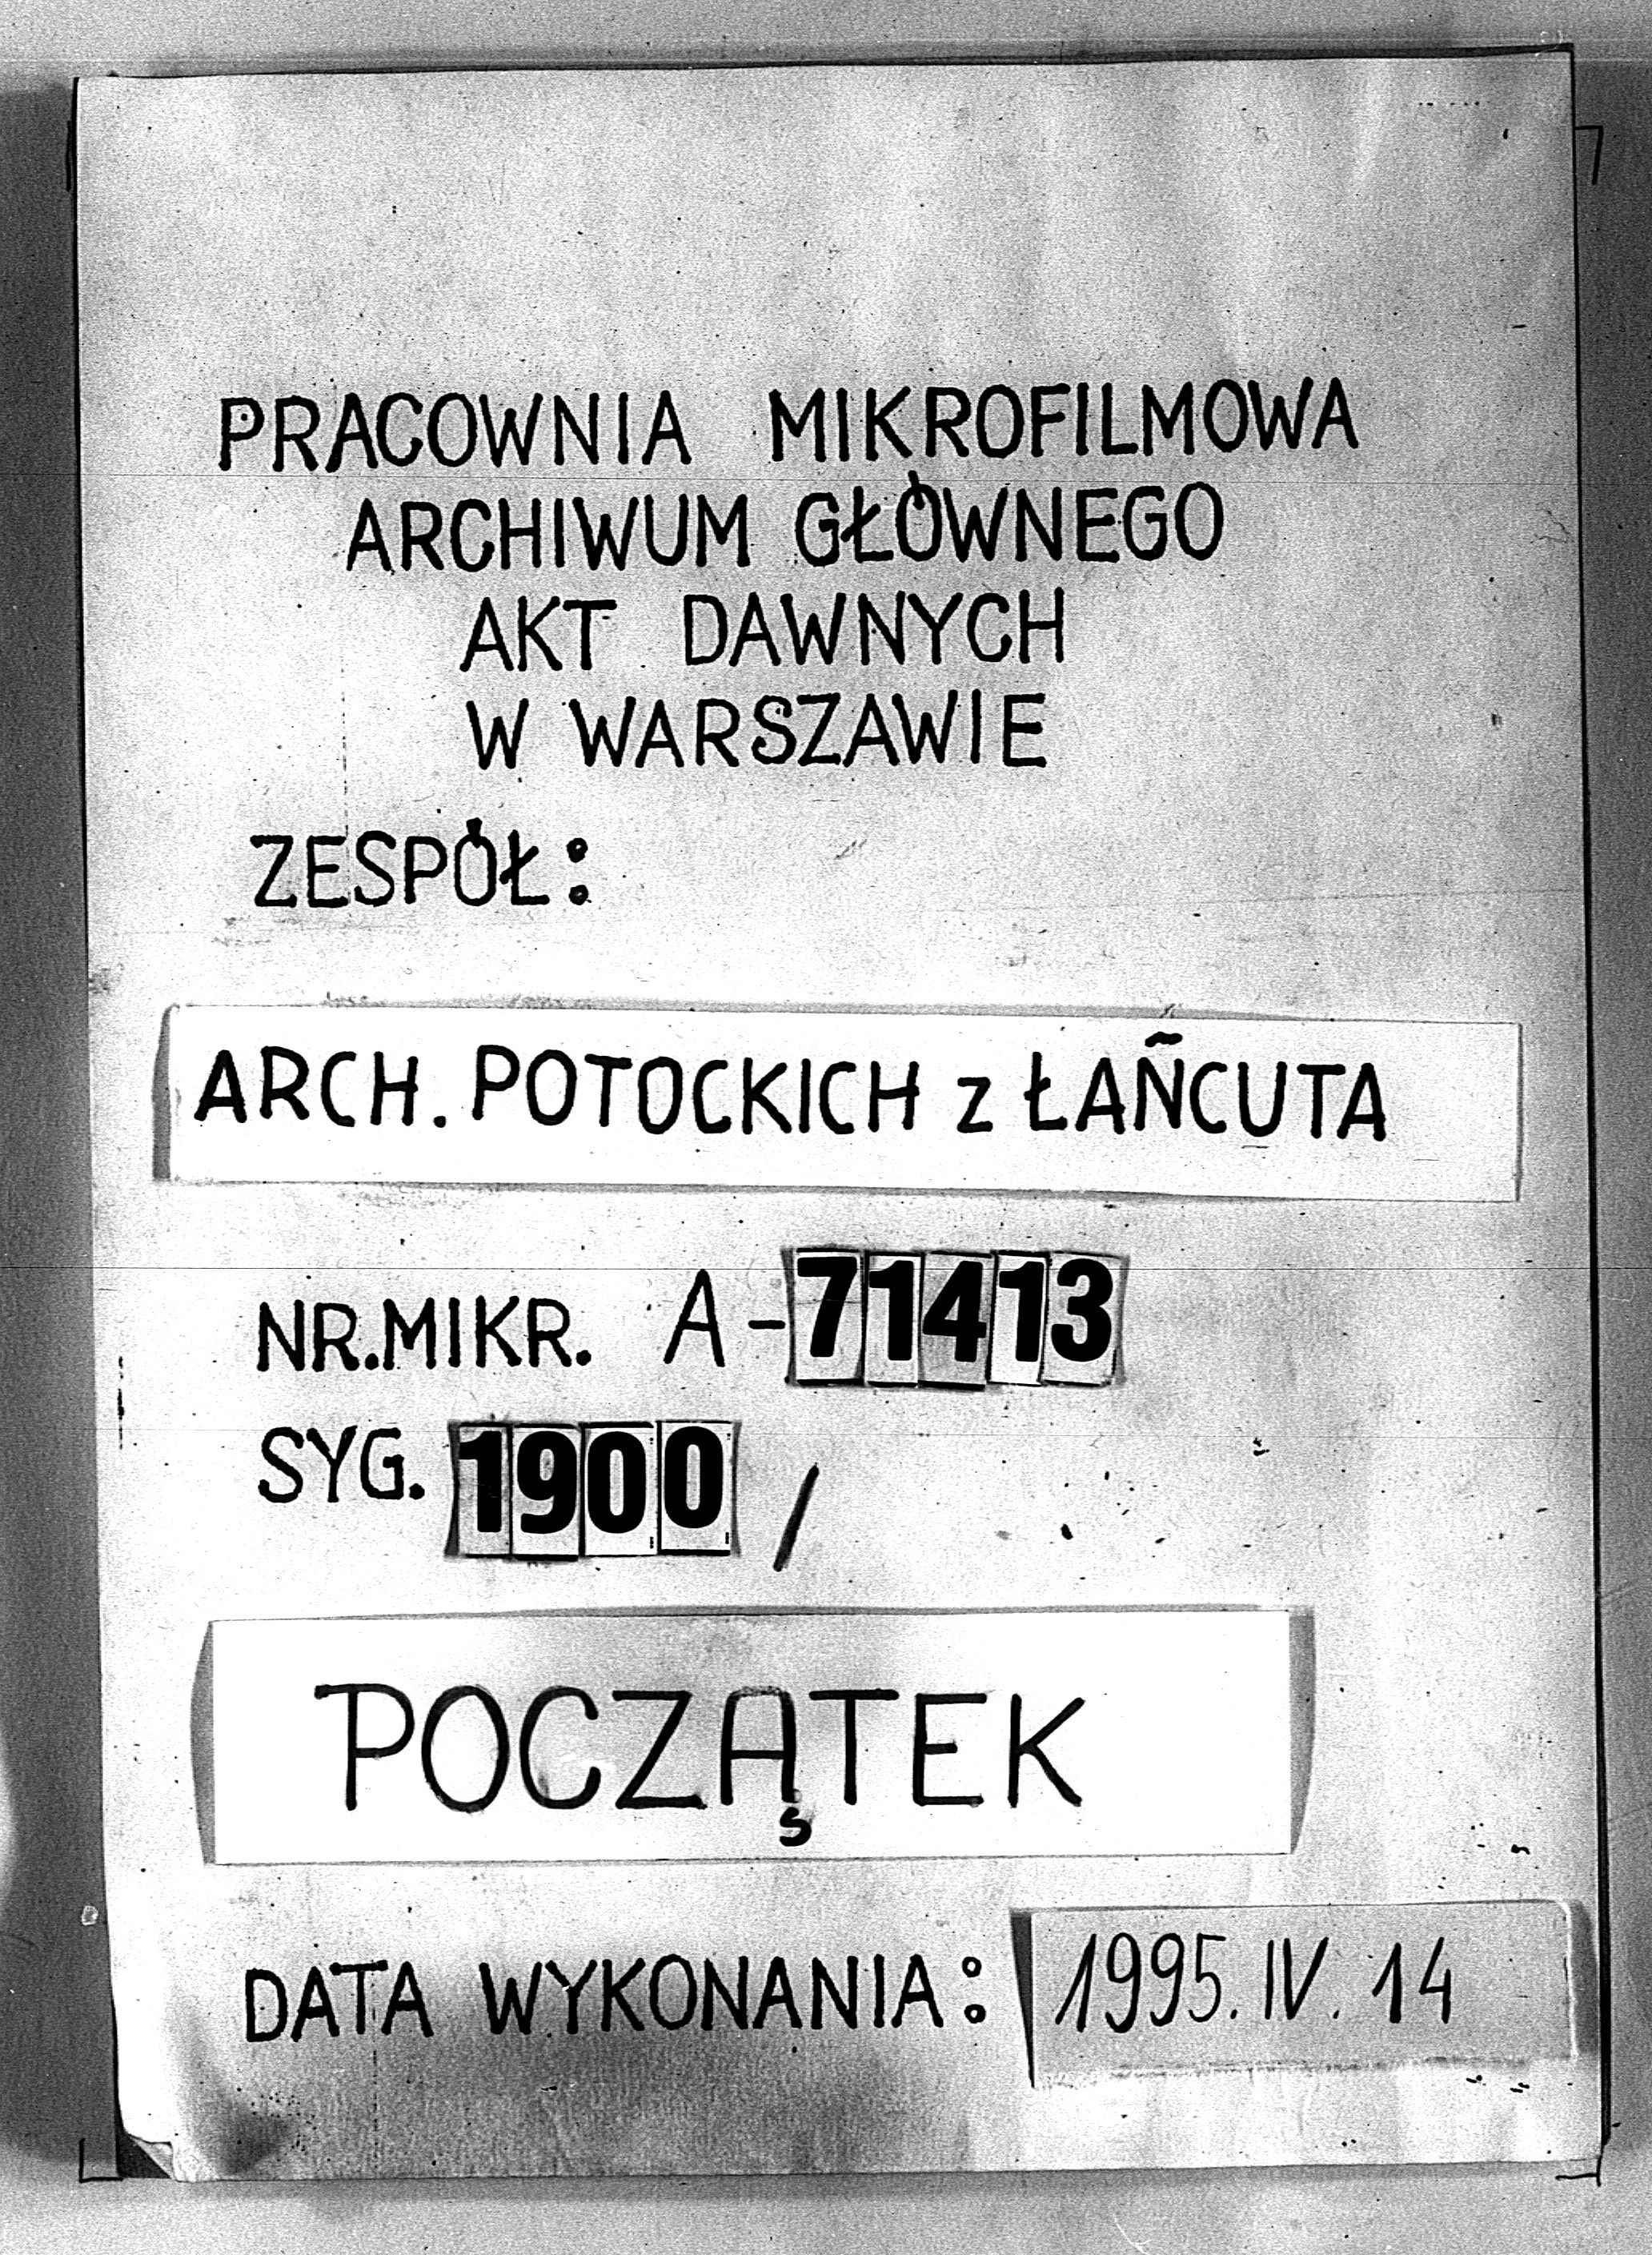 PRACOWNIA MIKROFILMOWA
ARCHIWUM GŁÓWNEGO
AKT DAWNYCH
W WARSZAWIE
ZESPÓŁ:
ARCH. POTOCKICH z ŁAŃCUTA
NR.MIKR. A-71413
SYG. 1900 /
POCZĄTEK
DATA WYKONANIA: 1995.IV.14